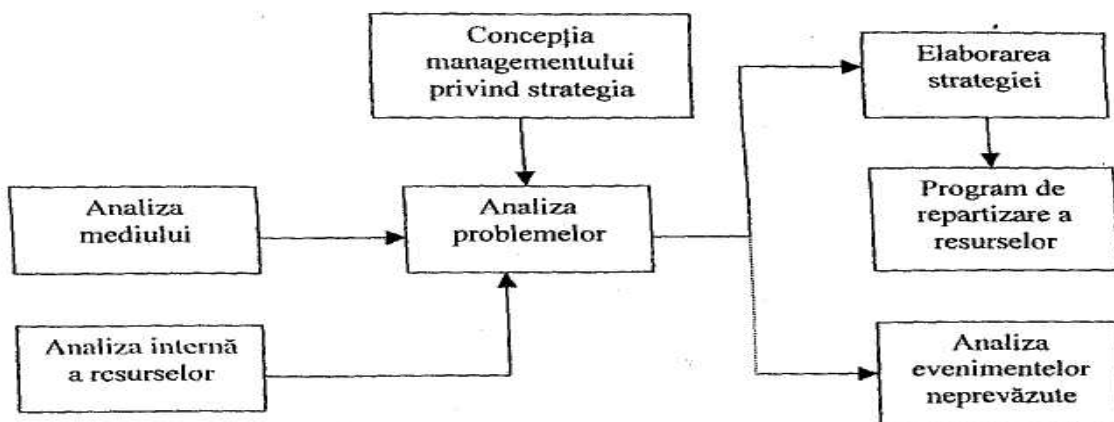 Concepția
managementului
privind strategia
Elaborarea
strategiei
Analiza
mediului
Analiza
problemelor
Program de
repartizare a
resurselor
Analiza internă
a resurselor
Analiza
evenimentelor
neprevăzute